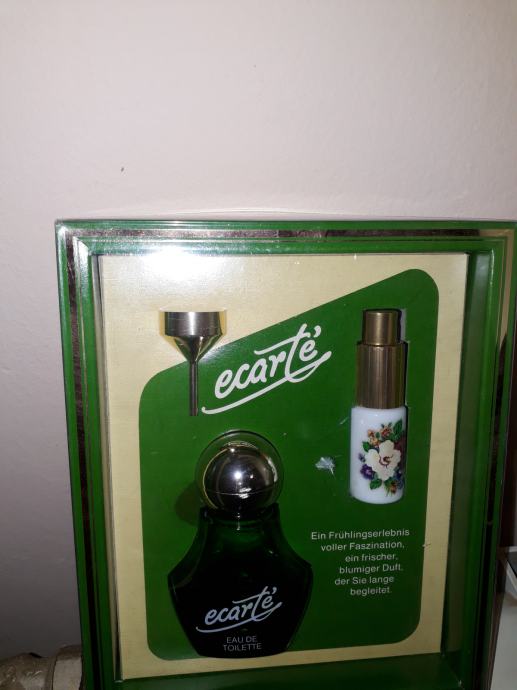 ecarté
Ein Frühlingserlebnis
voller Faszination,
ein frischer,
blumiger Duft,
der Sie lange
begleitet.
ecarté
EAU DE
TOILETTE